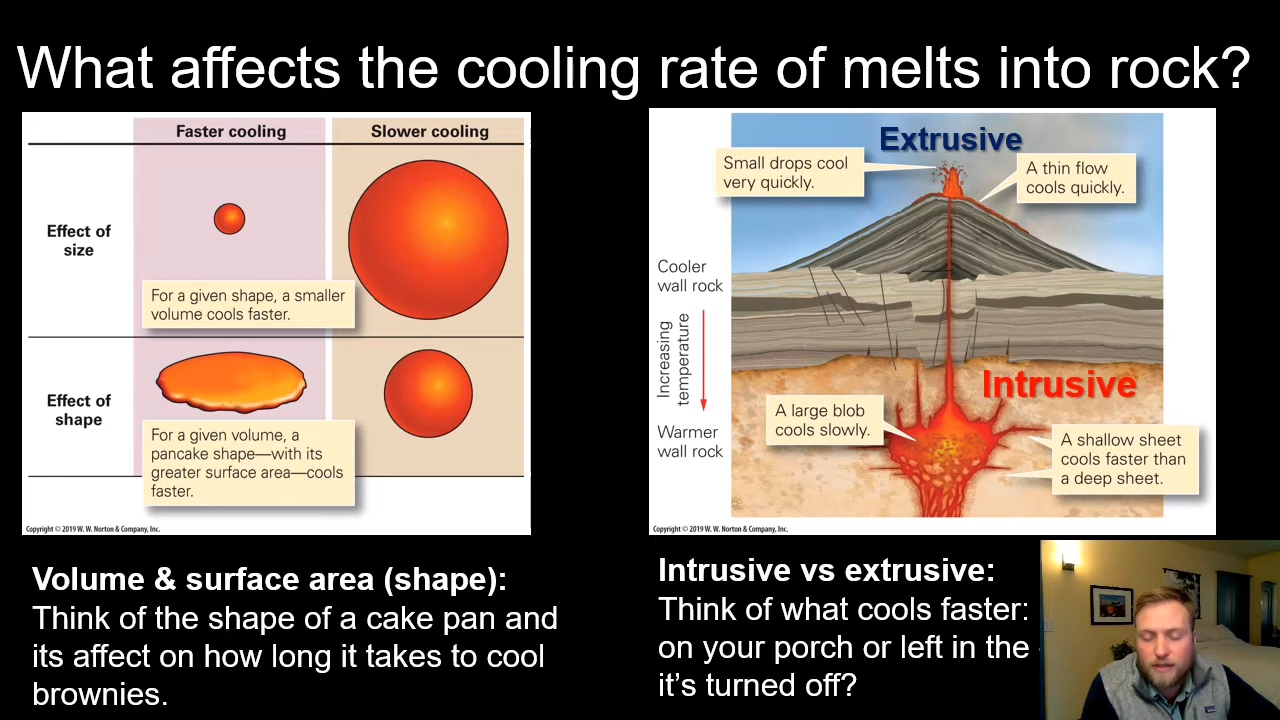 What affects the cooling rate of melts into rock?
Faster cooling
Slower cooling
Effect of
size
For a given shape, a smaller
volume cools faster.
Effect of
shape
For a given volume, a
pancake shape—with its
greater surface area—cools
faster.
Copyright © 2019 W. W. Norton & Company, Inc.
Extrusive
Small drops cool
very quickly.
A thin flow
cools quickly.
Cooler
wall rock
Increasing
temperature
Warmer
wall rock
Intrusive
A large blob
cools slowly.
A shallow sheet
cools faster than
a deep sheet.
Copyright © 2019 W. W. Norton & Company, Inc.
Volume & surface area (shape):
Think of the shape of a cake pan and
its affect on how long it takes to cool
brownies.
Intrusive vs extrusive:
Think of what cools faster:
on your porch or left in the
it's turned off?